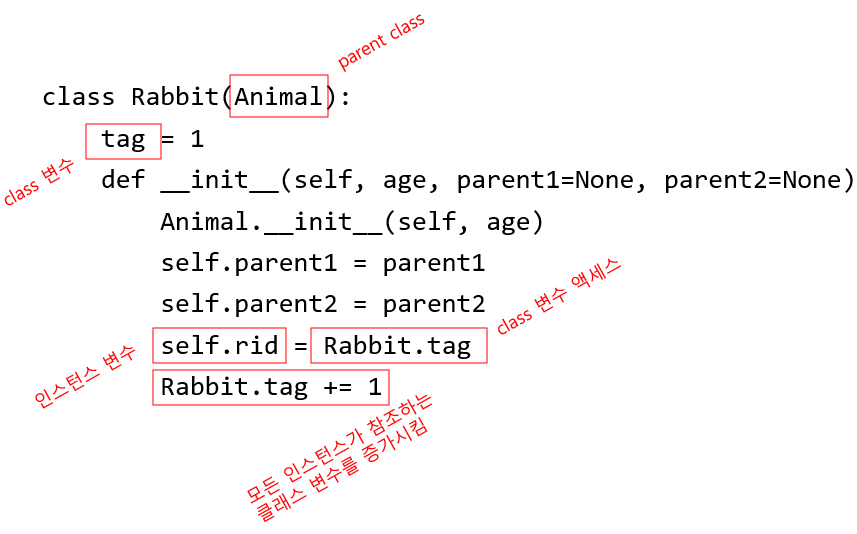 parent class
class Rabbit(Animal):
tag = 1
class 변수
def __init__(self, age, parent1=None, parent2=None)
Animal.__init__(self, age)
self.parent1 = parent1
self.parent2 = parent2
class 변수 액세스
self.rid = Rabbit.tag
인스턴스 변수
Rabbit.tag += 1
모든 인스턴스가 참조하는
클래스 변수를 증가시킴